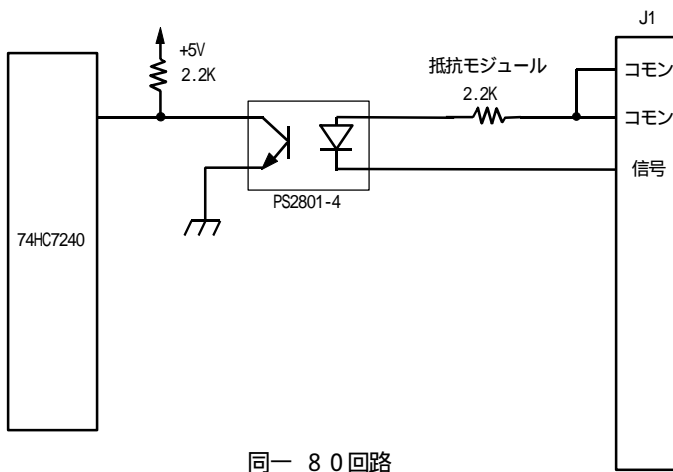 J1
+5V
2.2K
抵抗モジュール
2.2K
コモン
コモン
信号
PS2801-4
74HC7240
同一 80回路